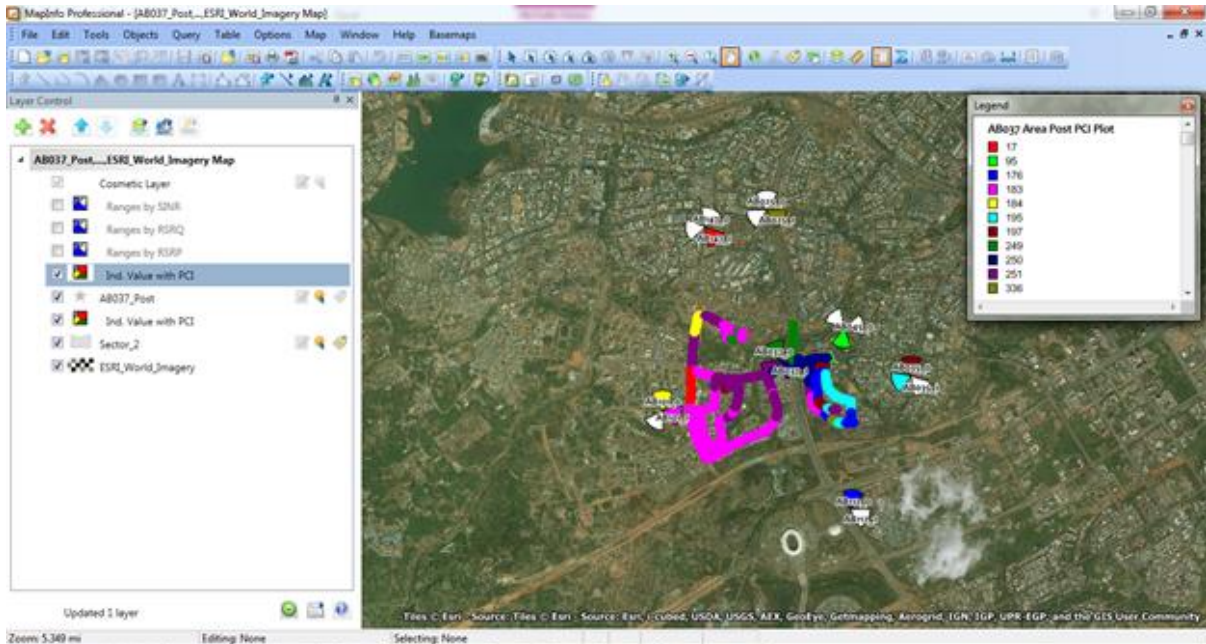 MapInfo Professional - [AB037_Post,...,ESRI_World_Imagery Map]
File Edit Tools Objects Query Table Options Map Window Help Basemaps
Layer Control
AB037_Post,...,ESRI_World_Imagery Map
Cosmetic Layer
Ranges by SINR
Ranges by RSRQ
Ranges by RSRP
Ind. Value with PCI
AB037_Post
Ind. Value with PCI
Sector_2
ESRI_World_Imagery
Updated 1 layer
Legend
AB037 Area Post PCI Plot
17
95
176
183
184
195
197
249
250
251
336
Tiles © Esri - Source: Tiles © Esri - Source: Esri, i-cubed, USDA, USGS, AEX, GeoEye, Getmapping, Aerogrid, IGN, IGP, UPR-EGP, and the GIS User Community
Zoom: 5.349 mi Editing: None Selecting: None